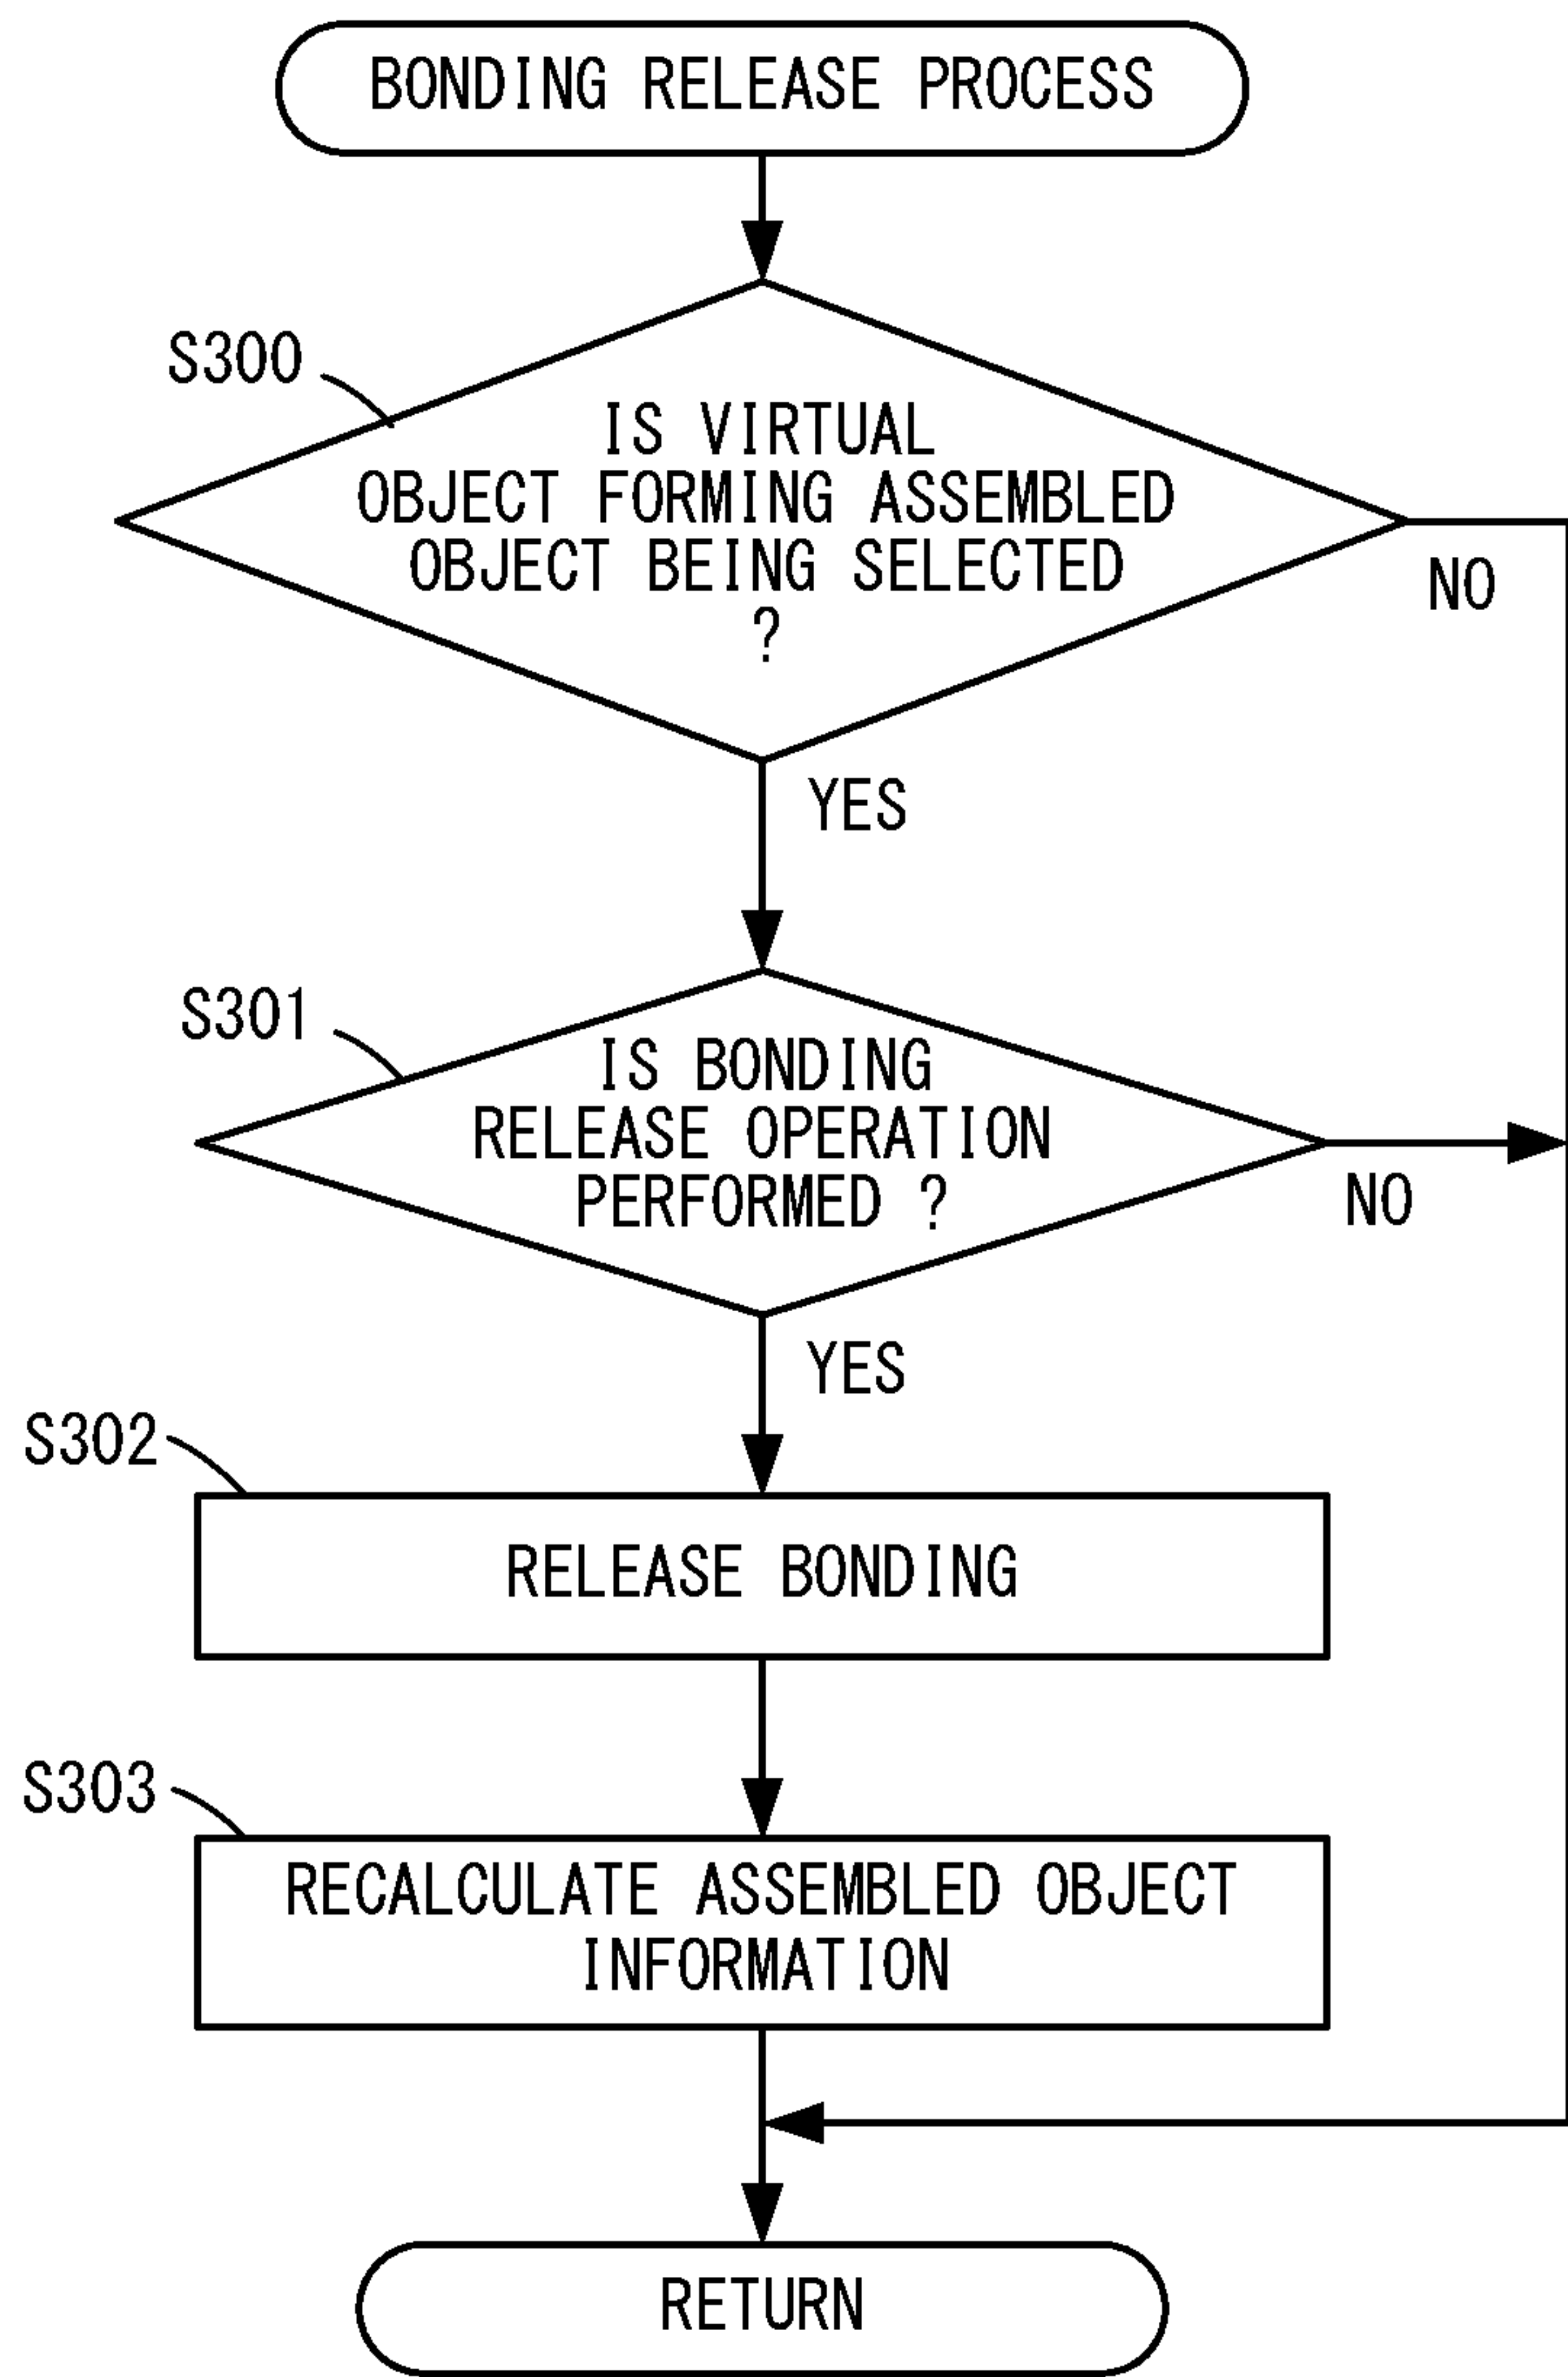 BONDING RELEASE PROCESS
S300
IS VIRTUAL
OBJECT FORMING ASSEMBLED
OBJECT BEING SELECTED
?
NO
YES
S301
IS BONDING
RELEASE OPERATION
PERFORMED ?
NO
YES
S302
RELEASE BONDING
S303
RECALCULATE ASSEMBLED OBJECT
INFORMATION
RETURN